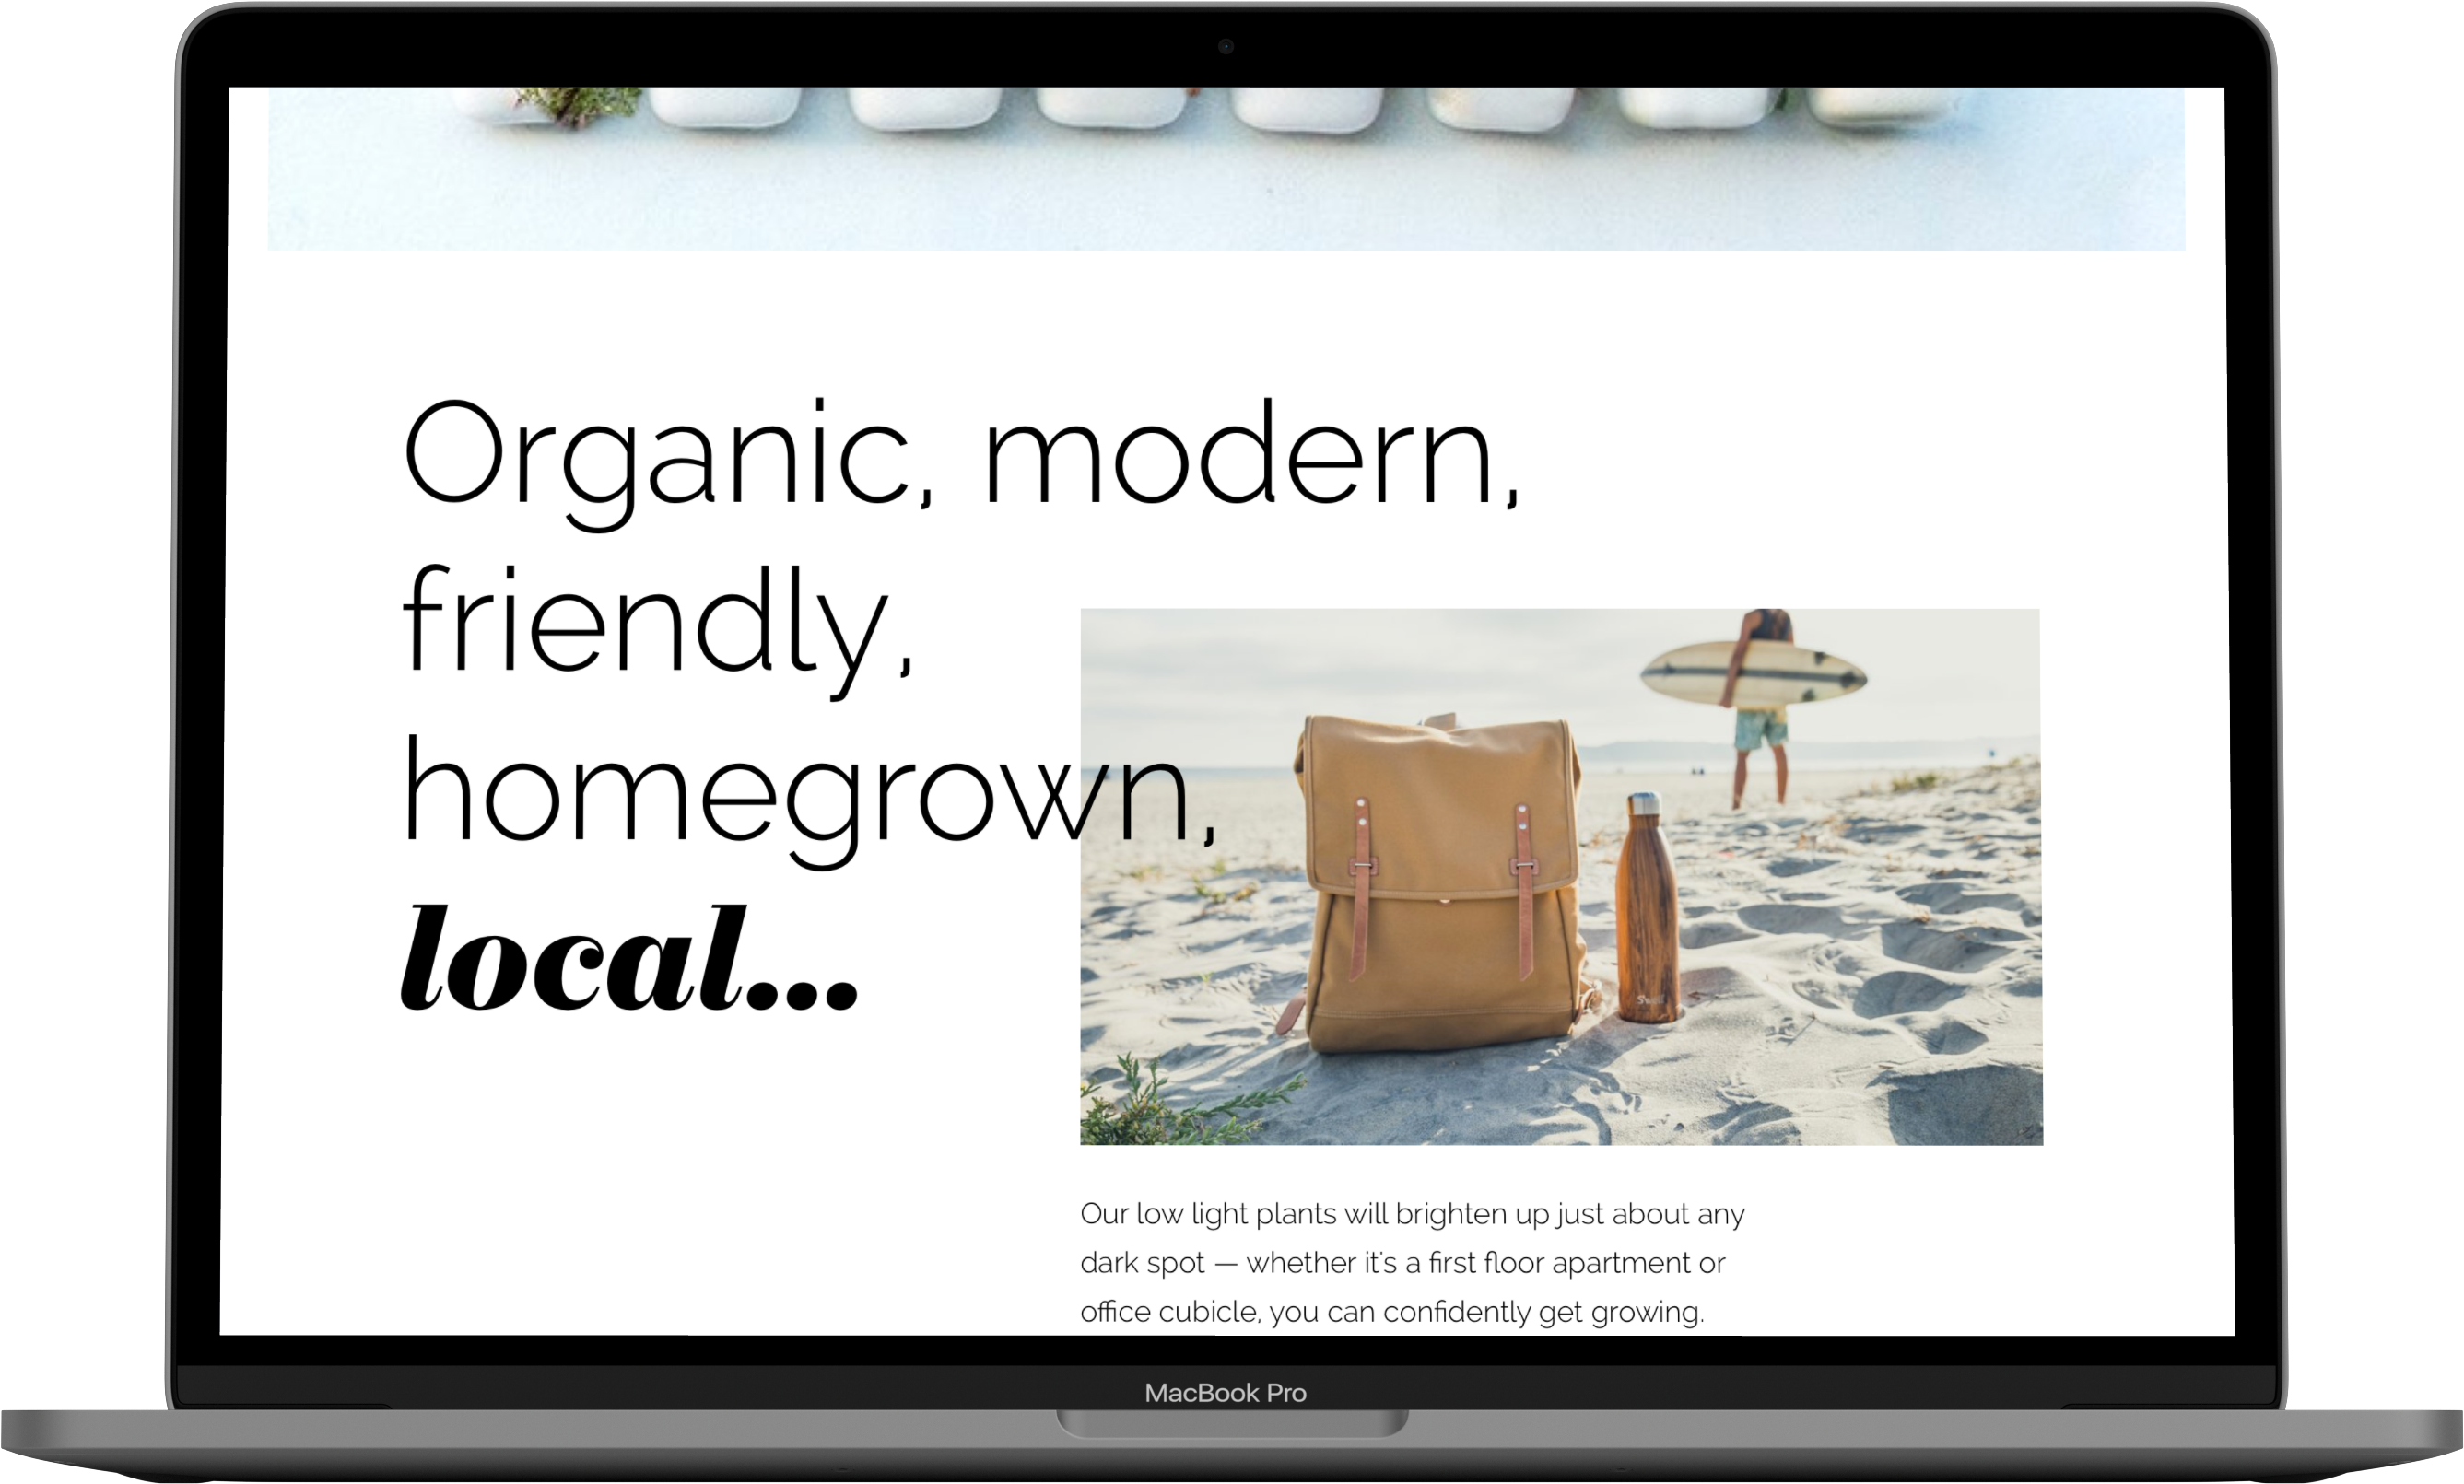 Organic, modern,
friendly,
homegrown,
local...
S'well
Our low light plants will brighten up just about any
dark spot — whether it's a first floor apartment or
office cubicle, you can confidently get growing.
MacBook Pro